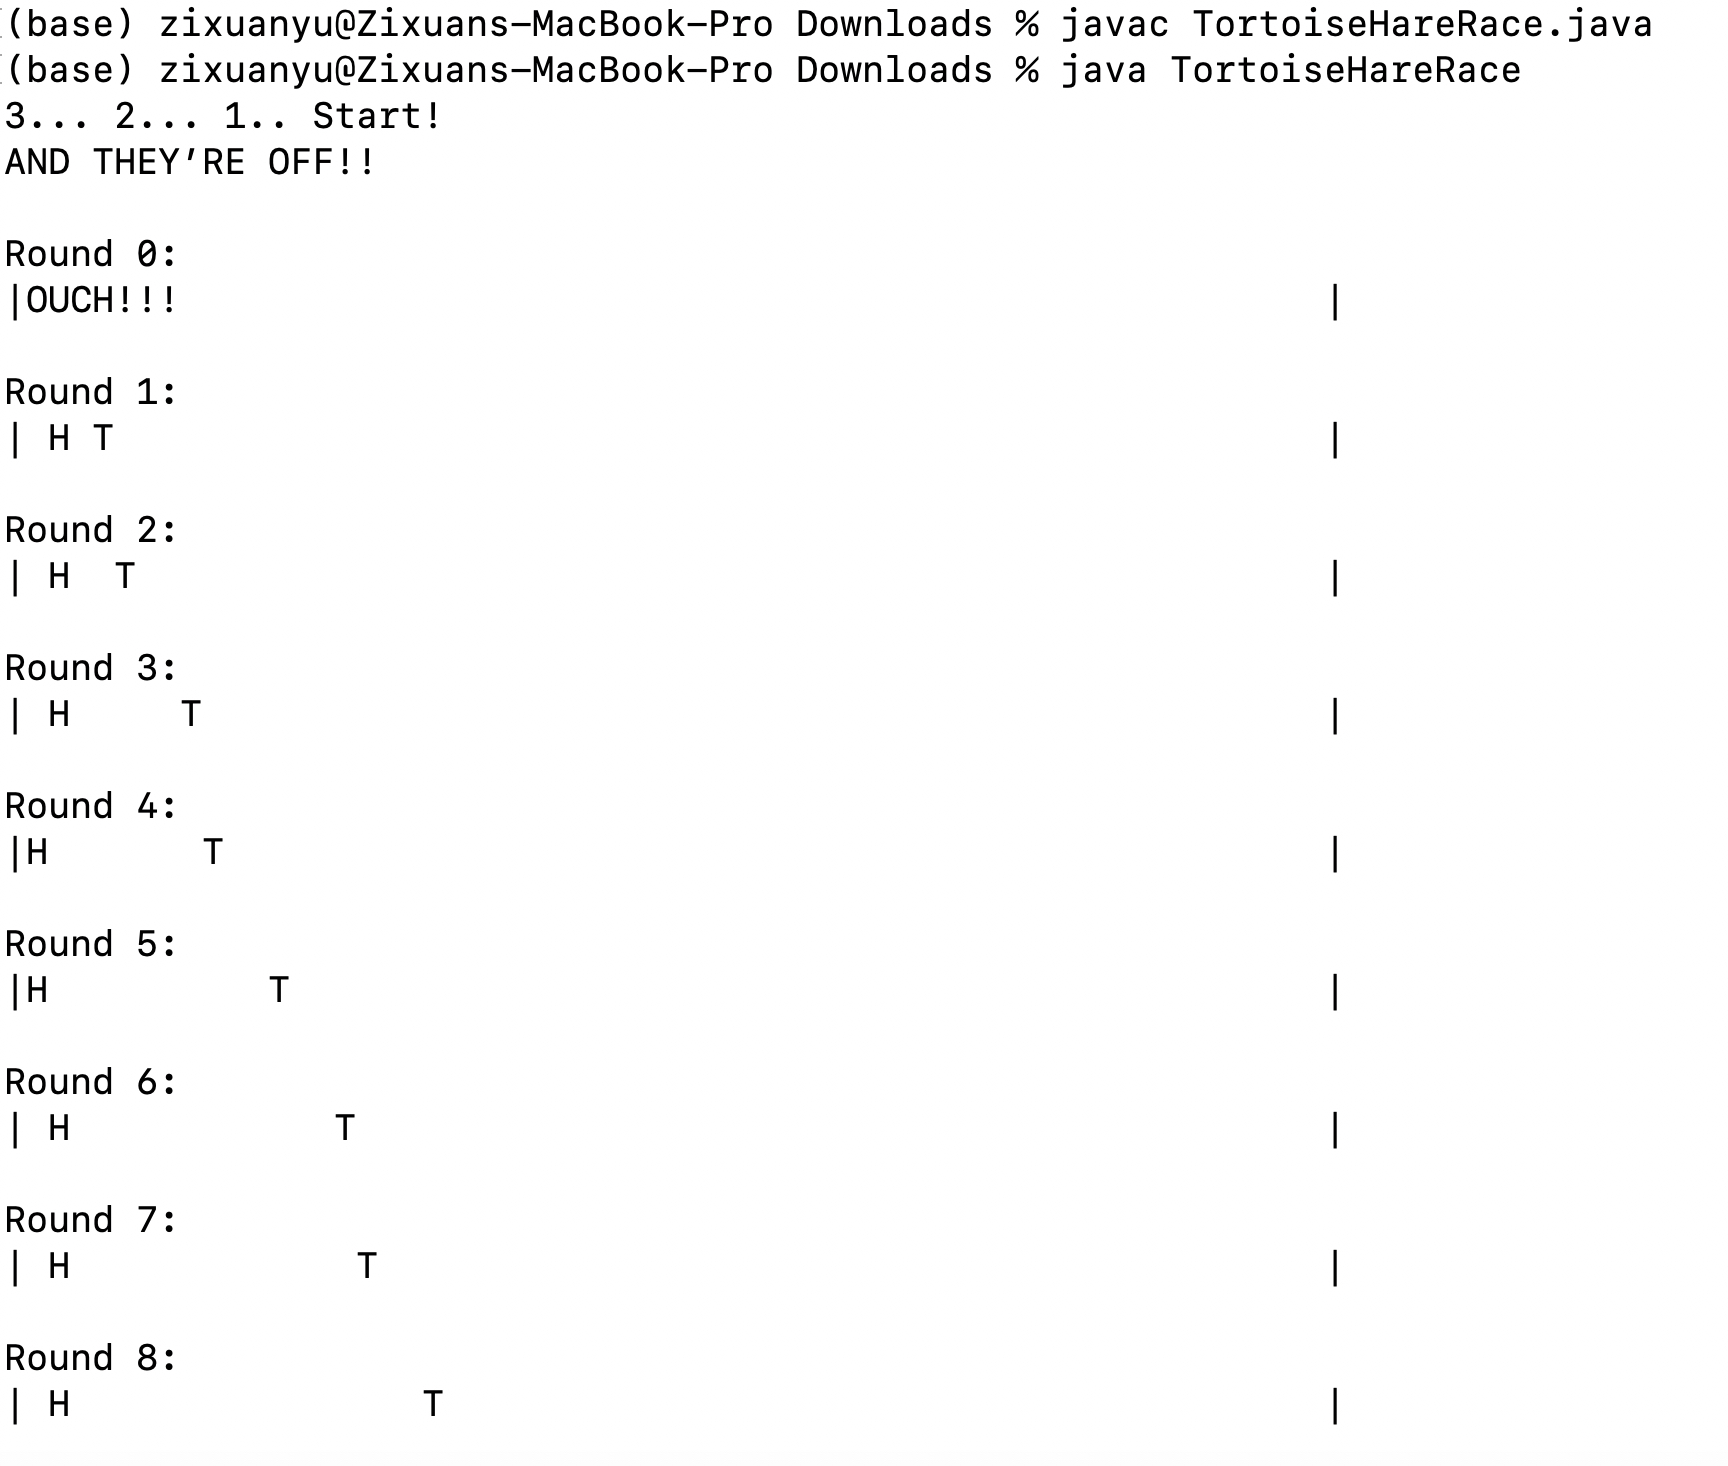 (base) zixuanyu@Zixuans-MacBook-Pro Downloads % javac TortoiseHareRace.java
(base) zixuanyu@Zixuans-MacBook-Pro Downloads % java TortoiseHareRace
3... 2... 1.. Start!
AND THEY'RE OFF!!

Round 0:
|OUCH!!!                                                    |

Round 1:
| H T                                                       |

Round 2:
| H  T                                                      |

Round 3:
| H     T                                                   |

Round 4:
|H       T                                                  |

Round 5:
|H          T                                               |

Round 6:
| H            T                                            |

Round 7:
| H             T                                           |

Round 8:
| H                T                                        |